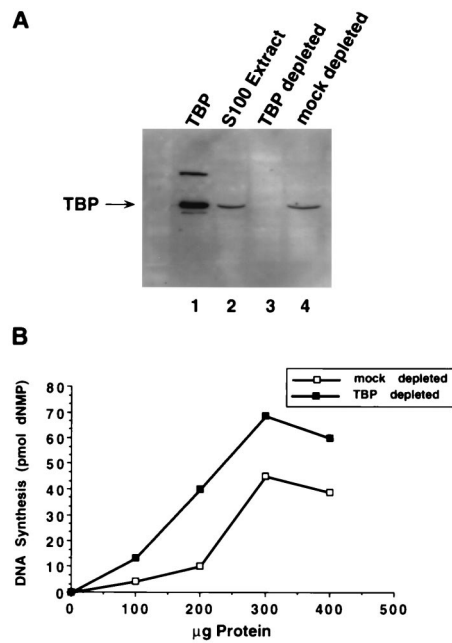 A
TBP
S100 Extract
TBP depleted
mock depleted
TBP →
1 2 3 4
B
mock depleted
TBP depleted
DNA Synthesis (pmol dNMP)
80
70
60
50
40
30
20
10
0
0 100 200 300 400 500
μg Protein